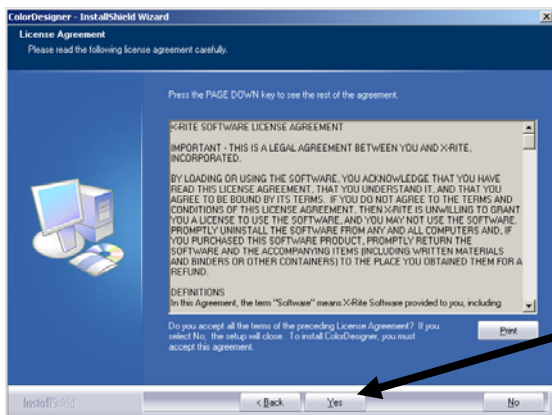 ColorDesigner - InstallShield Wizard
License Agreement
Please read the following license agreement carefully.
Press the PAGE DOWN key to see the rest of the agreement.
X-RITE SOFTWARE LICENSE AGREEMENT
IMPORTANT - THIS IS A LEGAL AGREEMENT BETWEEN YOU AND X-RITE,
INCORPORATED.
BY LOADING OR USING THE SOFTWARE, YOU ACKNOWLEDGE THAT YOU HAVE
READ THIS LICENSE AGREEMENT, THAT YOU UNDERSTAND IT, AND THAT YOU
AGREE TO BE BOUND BY ITS TERMS. IF YOU DO NOT AGREE TO THE TERMS AND
CONDITIONS OF THIS LICENSE AGREEMENT, THEN X-RITE IS UNWILLING TO GRANT
YOU A LICENSE TO USE THE SOFTWARE, AND YOU MAY NOT USE THE SOFTWARE.
PROMPTLY UNINSTALL THE SOFTWARE FROM ANY AND ALL COMPUTERS AND, IF
YOU PURCHASED THIS SOFTWARE PRODUCT, PROMPTLY RETURN THE
SOFTWARE AND THE ACCOMPANYING ITEMS (INCLUDING WRITTEN MATERIALS
AND BINDERS OR OTHER CONTAINERS) TO THE PLACE YOU OBTAINED THEM FOR A
REFUND.
DEFINITIONS
In this Agreement, the term "Software" means X-Rite Software provided to you, including
Do you accept all the terms of the preceding License Agreement? If you
select No, the setup will close. To install ColorDesigner, you must
accept this agreement.
Print
InstallShield
< Back
Yes
No